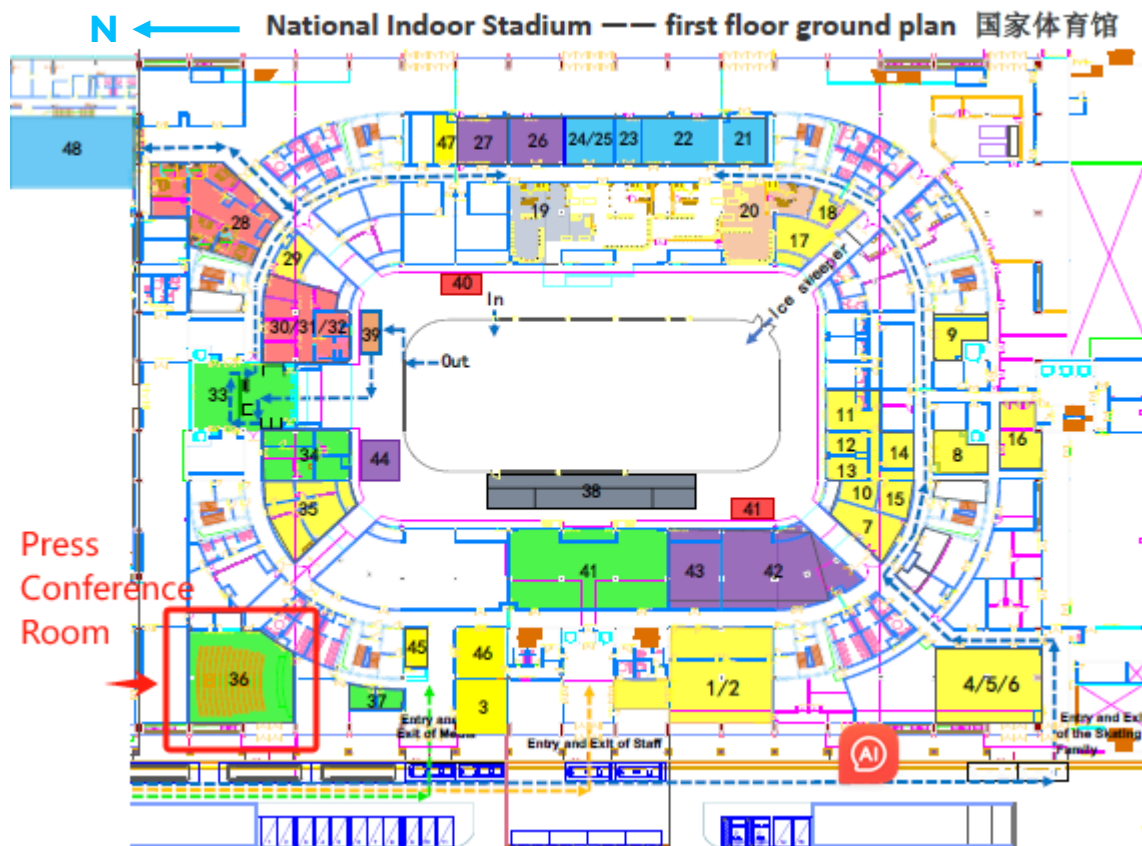 N National Indoor Stadium —— first floor ground plan 国家体育馆
48
47 27 26 24/25 23 22 21
28 19 20 18
29 17
40 In Ice sweeper
30/31/32 39 9
Out
33 11
12 14 8 16
34 44 13
38 10 15
35 41 7
Press
Conference
Room
41 43 42
45 46
36 1/2 4/5/6
37 3
Entry and
Exit of Media
Entry and Exit of Staff
Entry and Exit
of the Skating
Family
AI